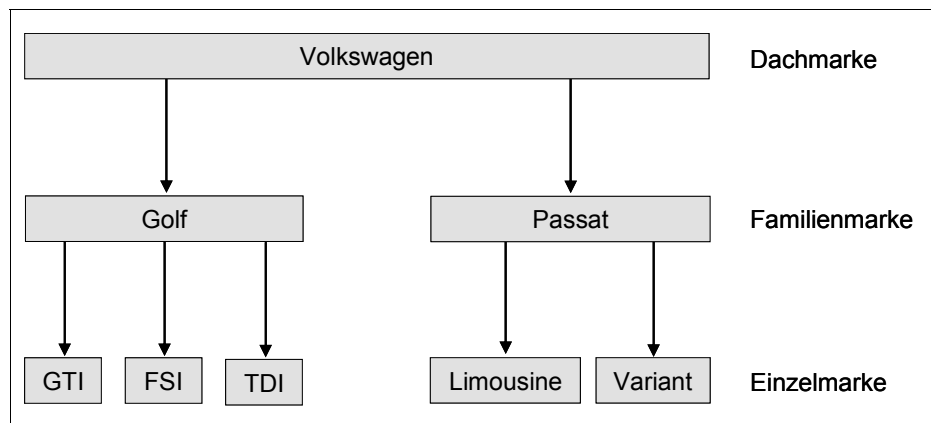 Volkswagen Dachmarke
Golf Passat Familienmarke
GTI FSI TDI Limousine Variant Einzelmarke